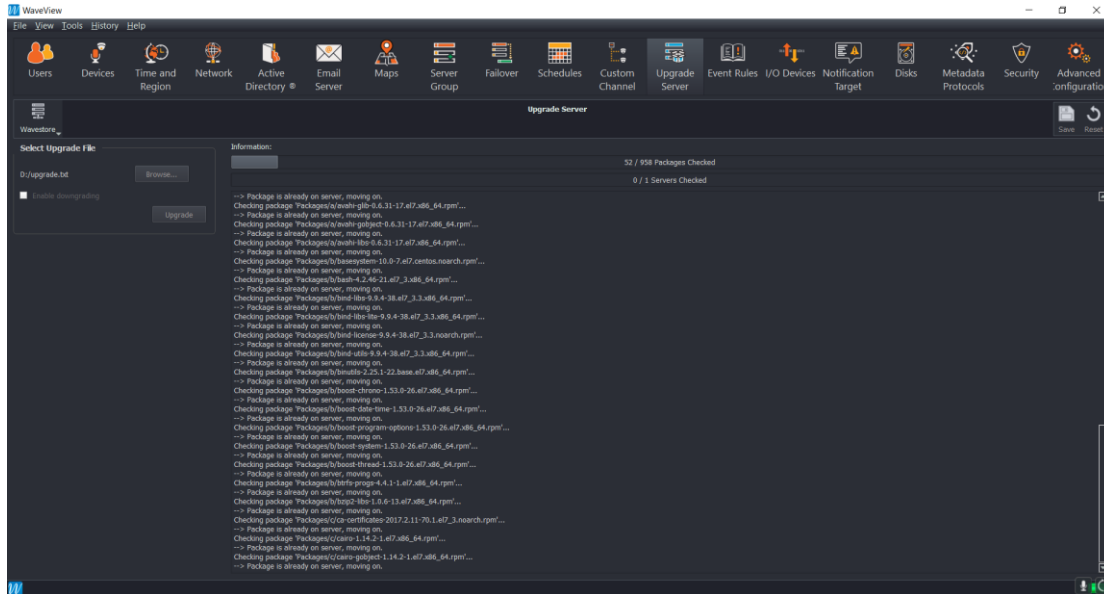 WaveView
File View Tools History Help
Users
Devices
Time and
Region
Network
Active
Directory ®
Email
Server
Maps
Server
Group
Failover
Schedules
Custom
Channel
Upgrade
Server
Event Rules
I/O Devices
Notification
Target
Disks
Metadata
Protocols
Security
Advanced
Configuratio
Wavestore
Upgrade Server
Save Reset
Select Upgrade File
D:/upgrade.txt
Browse...
Enable downgrading
Upgrade
Information:
52 / 958 Packages Checked
0 / 1 Servers Checked
--> Package is already on server, moving on.
Checking package 'Packages/a/avahi-glib-0.6.31-17.el7.x86_64.rpm'...
--> Package is already on server, moving on.
Checking package 'Packages/a/avahi-gobject-0.6.31-17.el7.x86_64.rpm'...
--> Package is already on server, moving on.
Checking package 'Packages/a/avahi-libs-0.6.31-17.el7.x86_64.rpm'...
--> Package is already on server, moving on.
Checking package 'Packages/b/basesystem-10.0-7.el7.centos.noarch.rpm'...
--> Package is already on server, moving on.
Checking package 'Packages/b/bash-4.2.46-21.el7_3.x86_64.rpm'...
--> Package is already on server, moving on.
Checking package 'Packages/b/bind-libs-9.9.4-38.el7_3.3.x86_64.rpm'...
--> Package is already on server, moving on.
Checking package 'Packages/b/bind-libs-lite-9.9.4-38.el7_3.3.x86_64.rpm'...
--> Package is already on server, moving on.
Checking package 'Packages/b/bind-license-9.9.4-38.el7_3.3.noarch.rpm'...
--> Package is already on server, moving on.
Checking package 'Packages/b/bind-utils-9.9.4-38.el7_3.3.x86_64.rpm'...
--> Package is already on server, moving on.
Checking package 'Packages/b/binutils-2.25.1-22.base.el7.x86_64.rpm'...
--> Package is already on server, moving on.
Checking package 'Packages/b/boost-chrono-1.53.0-26.el7.x86_64.rpm'...
--> Package is already on server, moving on.
Checking package 'Packages/b/boost-date-time-1.53.0-26.el7.x86_64.rpm'...
--> Package is already on server, moving on.
Checking package 'Packages/b/boost-program-options-1.53.0-26.el7.x86_64.rpm'...
--> Package is already on server, moving on.
Checking package 'Packages/b/boost-system-1.53.0-26.el7.x86_64.rpm'...
--> Package is already on server, moving on.
Checking package 'Packages/b/boost-thread-1.53.0-26.el7.x86_64.rpm'...
--> Package is already on server, moving on.
Checking package 'Packages/b/btrfs-progs-4.4.1-1.el7.x86_64.rpm'...
--> Package is already on server, moving on.
Checking package 'Packages/b/bzip2-libs-1.0.6-13.el7.x86_64.rpm'...
--> Package is already on server, moving on.
Checking package 'Packages/c/ca-certificates-2017.2.11-70.1.el7_3.noarch.rpm'...
--> Package is already on server, moving on.
Checking package 'Packages/c/cairo-1.14.2-1.el7.x86_64.rpm'...
--> Package is already on server, moving on.
Checking package 'Packages/c/cairo-gobject-1.14.2-1.el7.x86_64.rpm'...
--> Package is already on server, moving on.